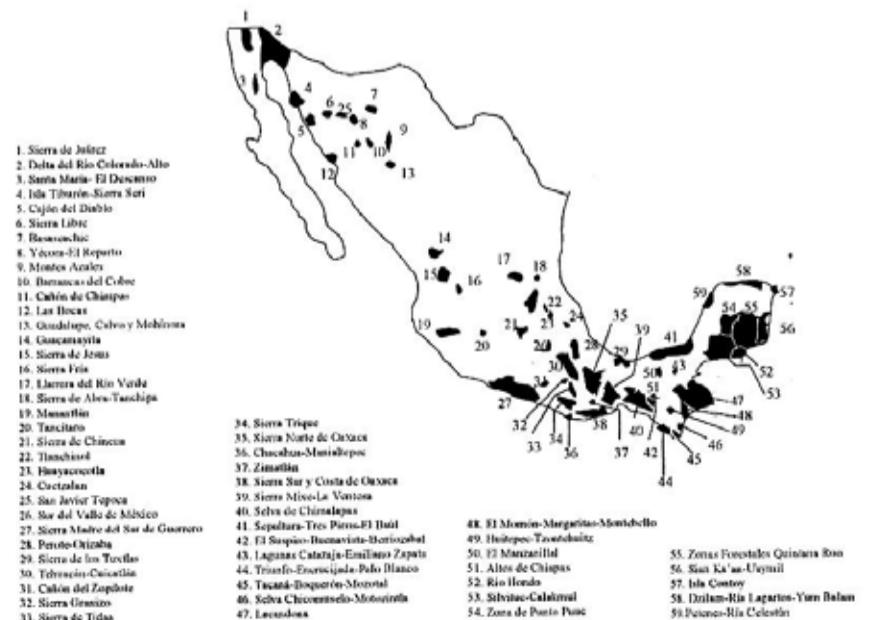 1. Sierra de Juárez
2. Delta del Río Colorado-Alto
3. Santa María- El Descanso
4. Isla Tiburón-Sierra Seri
5. Cajón del Diablo
6. Sierra Libre
7. Basaseachic
8. Yécora-El Reparto
9. Montes Azules
10. Barrancas del Cobre
11. Cañón de Chinipas
12. Las Bocas
13. Guadalupe, Calvo y Mohinora
14. Guacamayita
15. Sierra de Jesús
16. Sierra Fría
17. Llanura del Río Verde
18. Sierra de Abra-Tanchipa
19. Manantlán
20. Tancítaro
21. Sierra de Chincua
22. Tlanchinol
23. Huayacocotla
24. Cuetzalan
25. San Javier Tepoca
26. Sur del Valle de México
27. Sierra Madre del Sur de Guerrero
28. Perote-Orizaba
29. Sierra de los Tuxtlas
30. Tehuacán-Cuicatlán
31. Cañón del Zopilote
32. Sierra Granizo
33. Sierra de Tidaa
34. Sierra Trique
35. Sierra Norte de Oaxaca
36. Chacahua-Manialtepec
37. Zimatlán
38. Sierra Sur y Costa de Oaxaca
39. Sierra Mixe-La Ventosa
40. Selva de Chimalapas
41. Sepultura-Tres Picos-El Baúl
42. El Suspiro-Buenavista-Berriozabal
43. Lagunas Catazaja-Emiliano Zapata
44. Triunfo-Encrucijada-Palo Blanco
45. Tacaná-Boquerón-Mozotal
46. Selva Chicomuselo-Motozintla
47. Lacandona
48. El Momón-Margaritas-Montebello
49. Huitepec-Tzontehuitz
50. El Manzanillal
51. Altos de Chiapas
52. Río Hondo
53. Silvituc-Calakmul
54. Zona de Punto Put
55. Zonas Forestales Quintana Roo
56. Sian Ka'an-Uaymil
57. Isla Contoy
58. Dzilam-Ría Lagartos-Yum Balam
59. Petenes-Ría Celestún